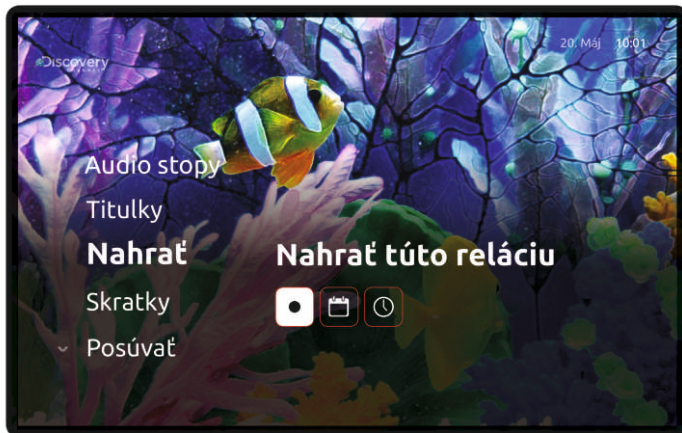 20. Máj 10:01
Discovery
Audio stopy
Titulky
Nahrať
Nahrať túto reláciu
Skratky
Posúvať